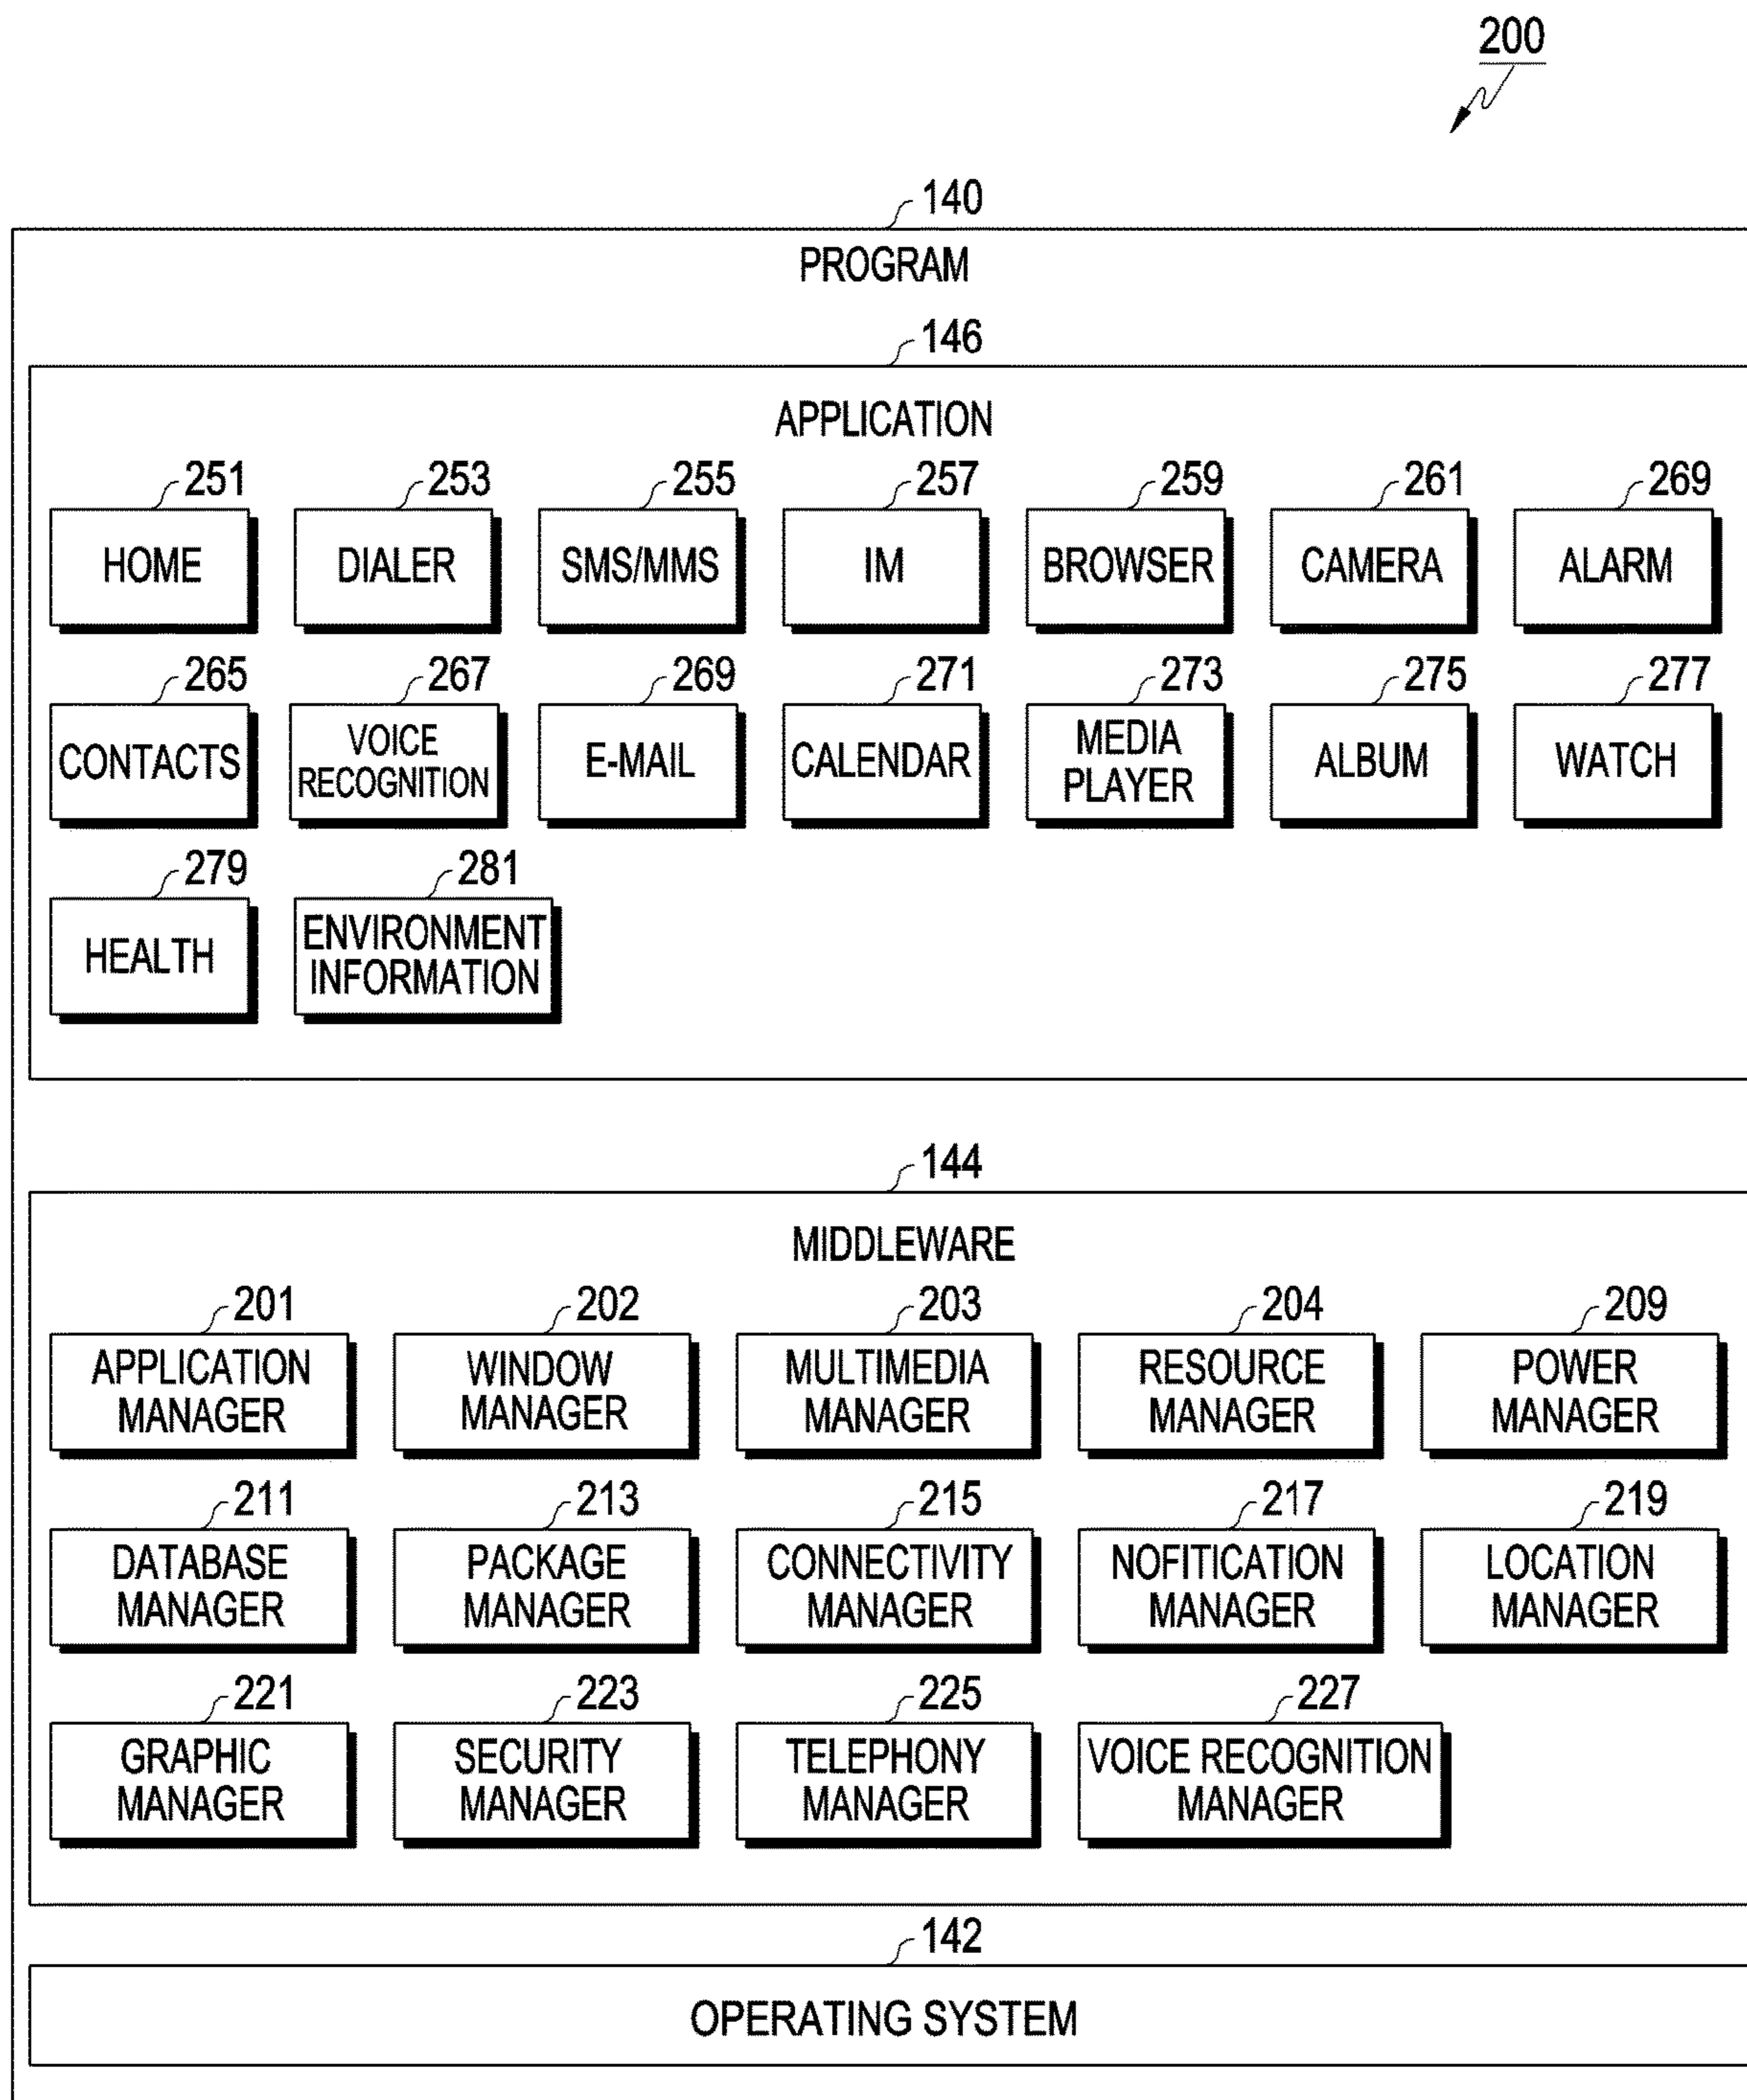 200
140
PROGRAM
146
APPLICATION
251 253 255 257 259 261 269
HOME DIALER SMS/MMS IM BROWSER CAMERA ALARM
265 267 269 271 273 275 277
CONTACTS VOICE RECOGNITION E-MAIL CALENDAR MEDIA PLAYER ALBUM WATCH
279 281
HEALTH ENVIRONMENT INFORMATION
144
MIDDLEWARE
201 202 203 204 209
APPLICATION MANAGER WINDOW MANAGER MULTIMEDIA MANAGER RESOURCE MANAGER POWER MANAGER
211 213 215 217 219
DATABASE MANAGER PACKAGE MANAGER CONNECTIVITY MANAGER NOFITICATION MANAGER LOCATION MANAGER
221 223 225 227
GRAPHIC MANAGER SECURITY MANAGER TELEPHONY MANAGER VOICE RECOGNITION MANAGER
142
OPERATING SYSTEM